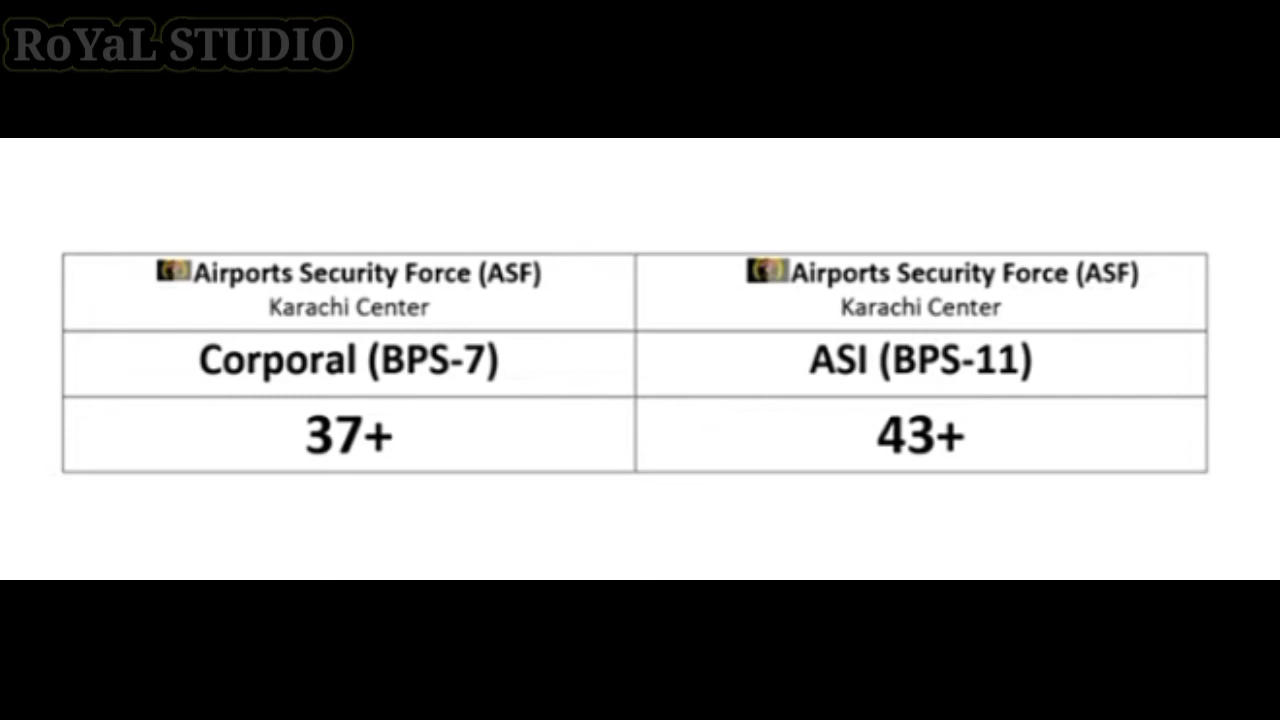 RoYaL STUDIO
Airports Security Force (ASF)
Karachi Center
Airports Security Force (ASF)
Karachi Center
Corporal (BPS-7)
ASI (BPS-11)
37+
43+